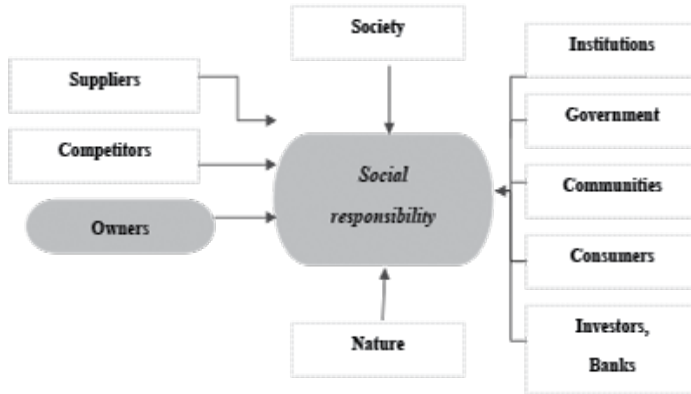 Society
Institutions
Suppliers
Government
Competitors
Social
responsibility
Communities
Owners
Consumers
Nature
Investors,
Banks